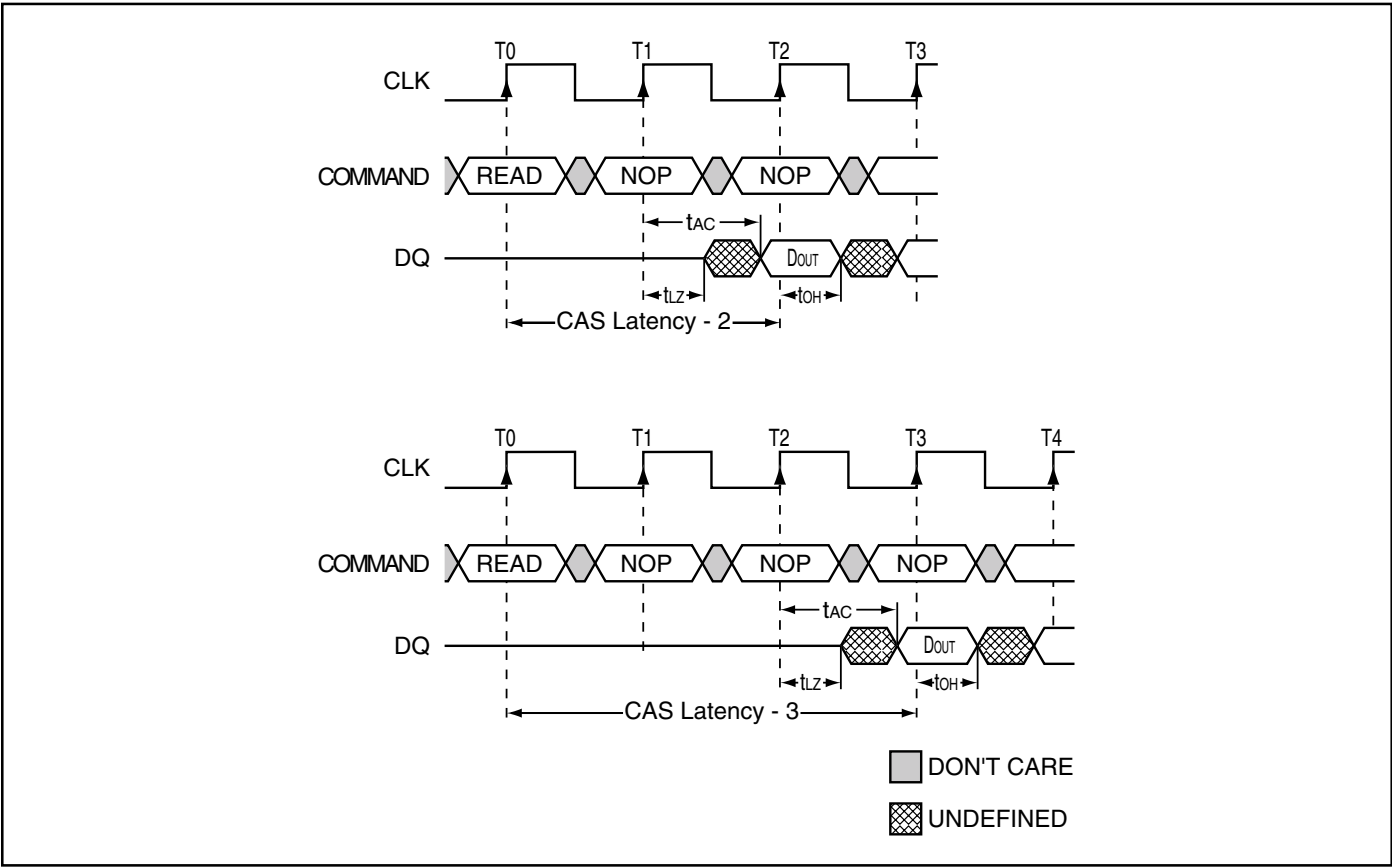 T0 T1 T2 T3
CLK
COMMAND READ NOP NOP
tAC
DQ DOUT
tLZ tOH
CAS Latency - 2
T0 T1 T2 T3 T4
CLK
COMMAND READ NOP NOP NOP
tAC
DQ DOUT
tLZ tOH
CAS Latency - 3
DON'T CARE
UNDEFINED